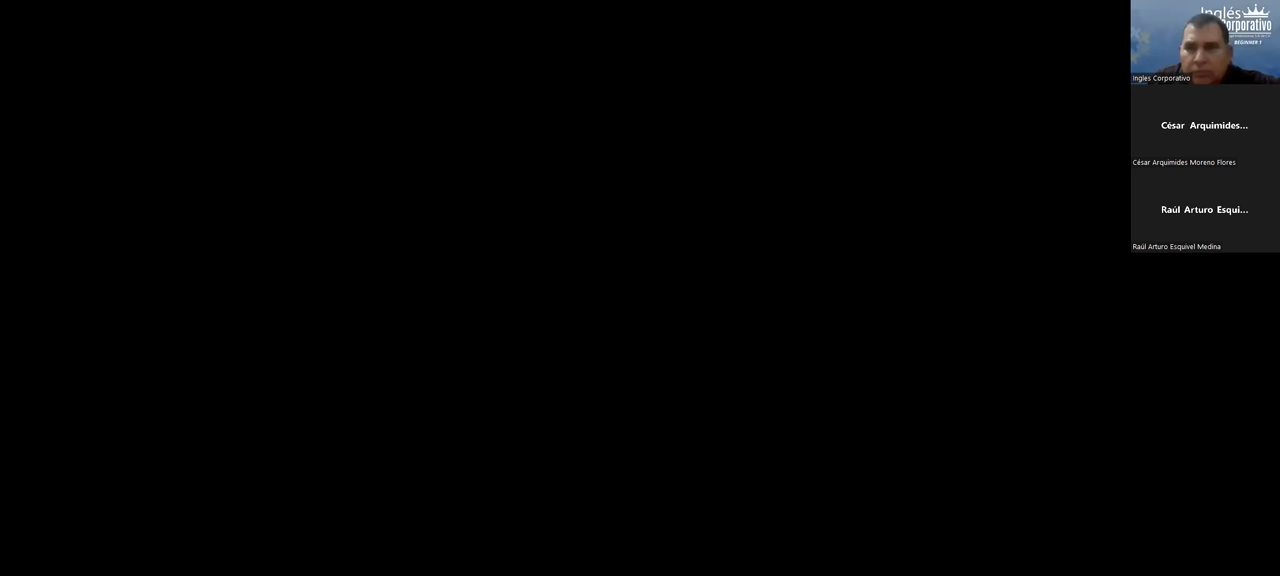 Inglés
Corporativo
BEGINNER 1
Ingles Corporativo
César Arquimides...
César Arquimides Moreno Flores
Raúl Arturo Esqui...
Raúl Arturo Esquivel Medina